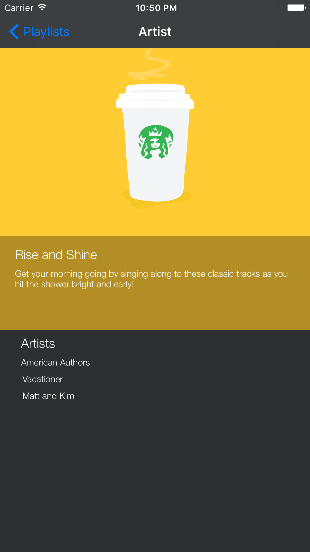 Carrier 10:50 PM
Playlists Artist
Rise and Shine
Get your morning going by singing along to these classic tracks as you
hit the shower bright and early!
Artists
American Authors
Vacationer
Matt and Kim